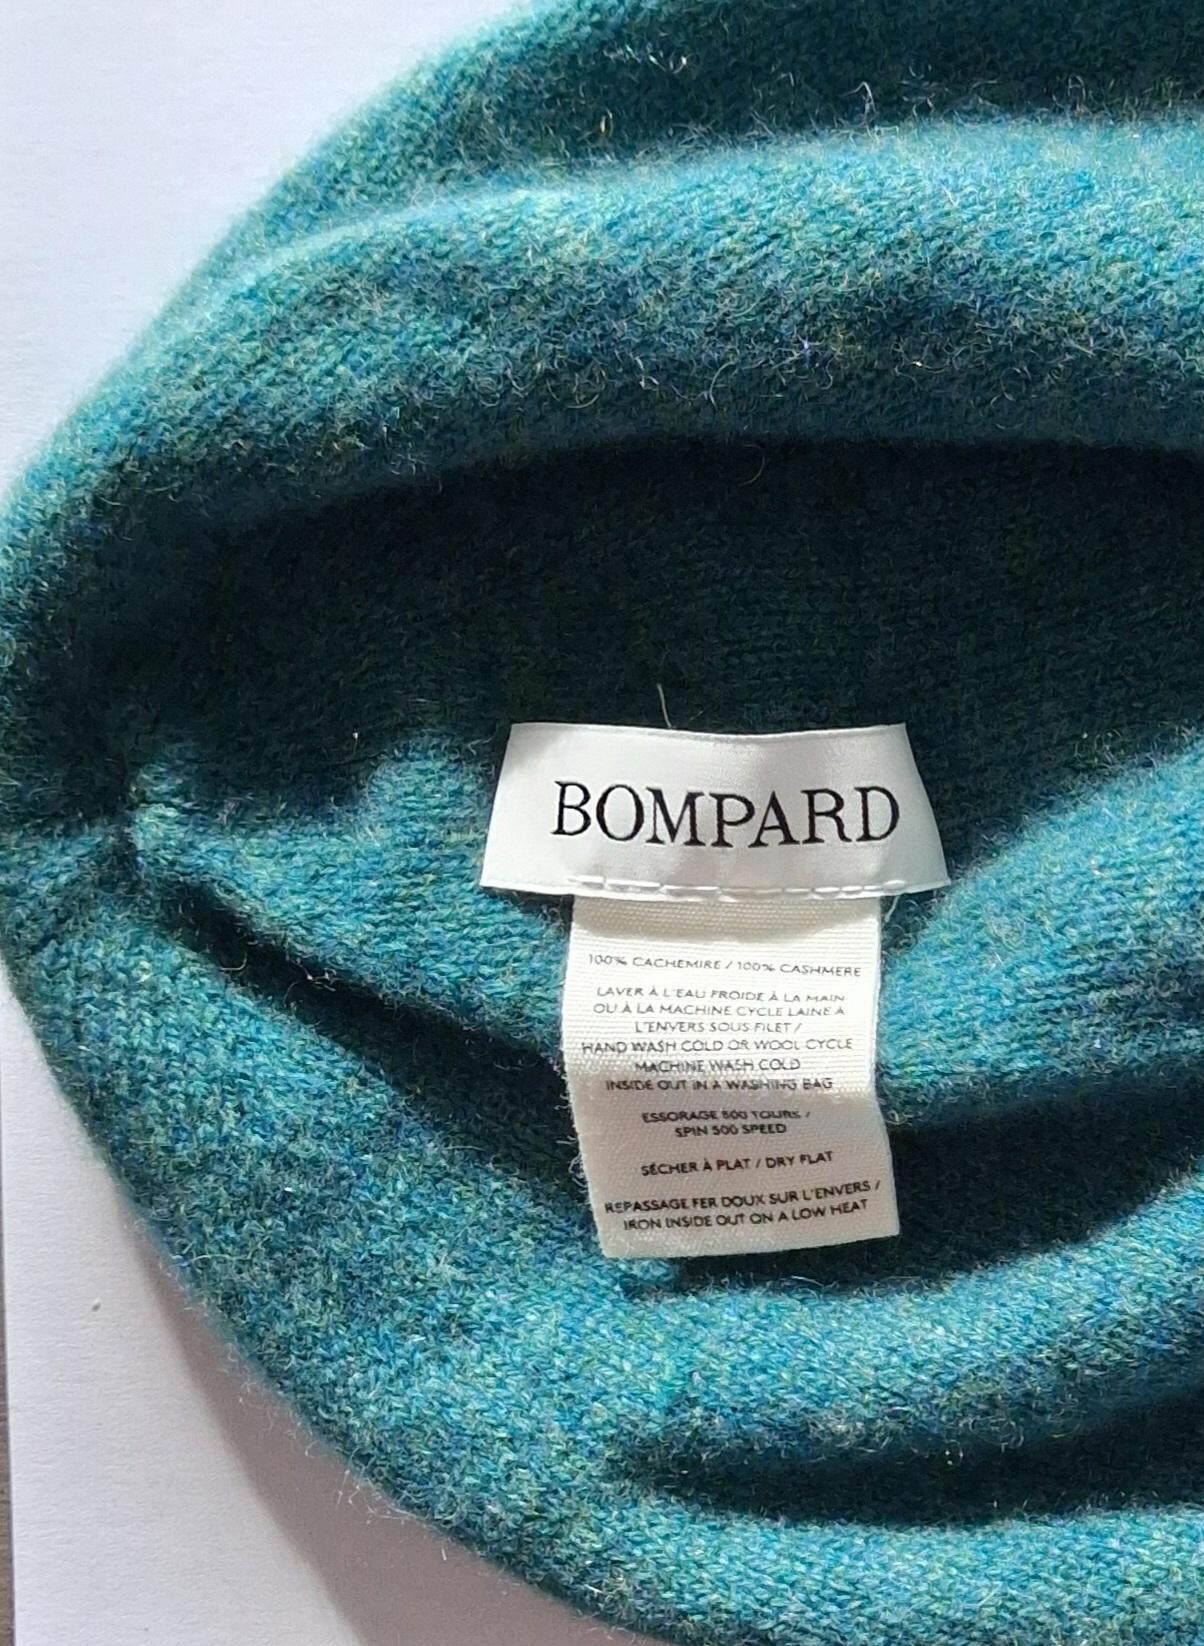 BOMPARD
100% CACHEMIRE / 100% CASHMERE
LAVER À L'EAU FROIDE À LA MAIN
OU À LA MACHINE CYCLE LAINE À
L'ENVERS SOUS FILET /
HAND WASH COLD OR WOOL CYCLE
MACHINE WASH COLD
INSIDE OUT IN A WASHING BAG
ESSORAGE 500 TOURS /
SPIN 500 SPEED
SÉCHER À PLAT / DRY FLAT
REPASSAGE FER DOUX SUR L'ENVERS /
IRON INSIDE OUT ON A LOW HEAT